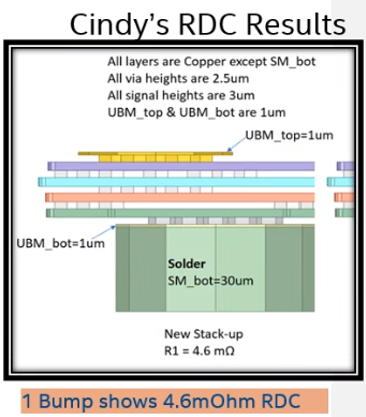 Cindy's RDC Results
All layers are Copper except SM_bot
All via heights are 2.5um
All signal heights are 3um
UBM_top & UBM_bot are 1um
UBM_top=1um
UBM_bot=1um
Solder
SM_bot=30um
New Stack-up
R1 = 4.6 mΩ
1 Bump shows 4.6mOhm RDC